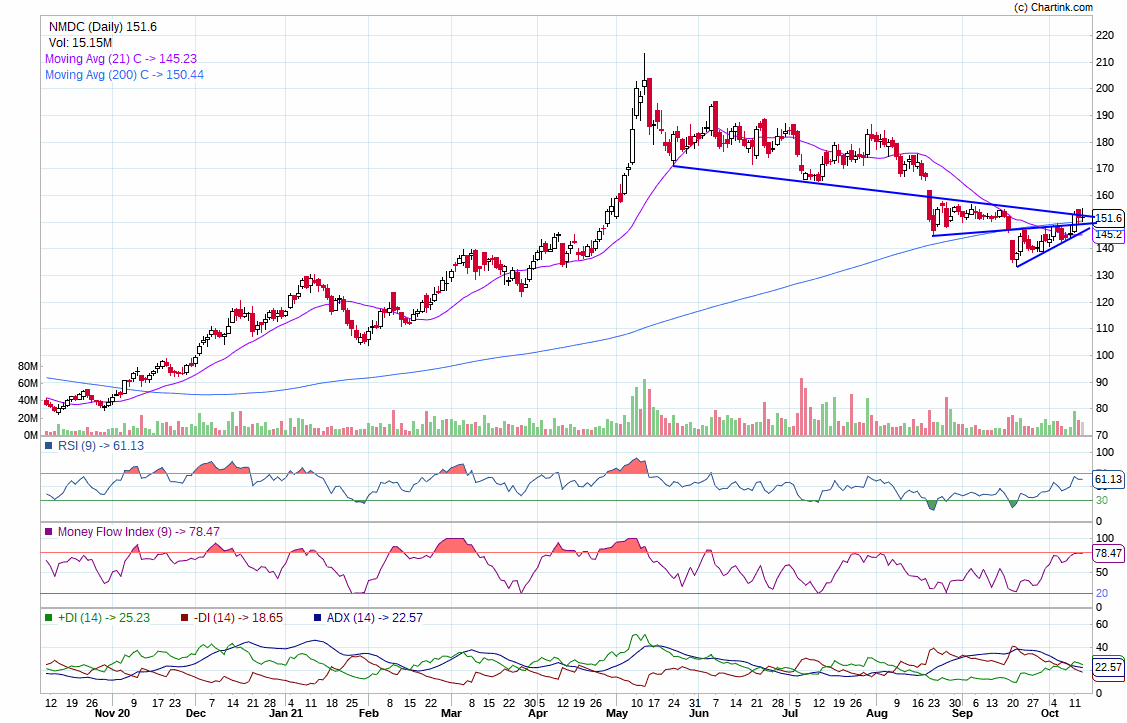 (c) Chartink.com
NMDC (Daily) 151.6
Vol: 15.15M
Moving Avg (21) C -> 145.23
Moving Avg (200) C -> 150.44
220
210
200
190
180
170
160
151.6
145.2
140
130
120
110
100
90
80
70
80M
60M
40M
20M
0M
RSI (9) -> 61.13
100
61.13
30
0
Money Flow Index (9) -> 78.47
100
78.47
50
20
0
+DI (14) -> 25.23 -DI (14) -> 18.65 ADX (14) -> 22.57
60
40
22.57
0
12 19 26 9 17 23 7 14 21 28 11 18 25 8 15 22 8 15 22 30 5 12 19 26 10 17 24 7 14 21 28 12 19 26 9 16 23 30 6 13 20 27 4 11
Nov 20 Dec Jan 21 Feb Mar Apr May Jun Jul Aug Sep Oct